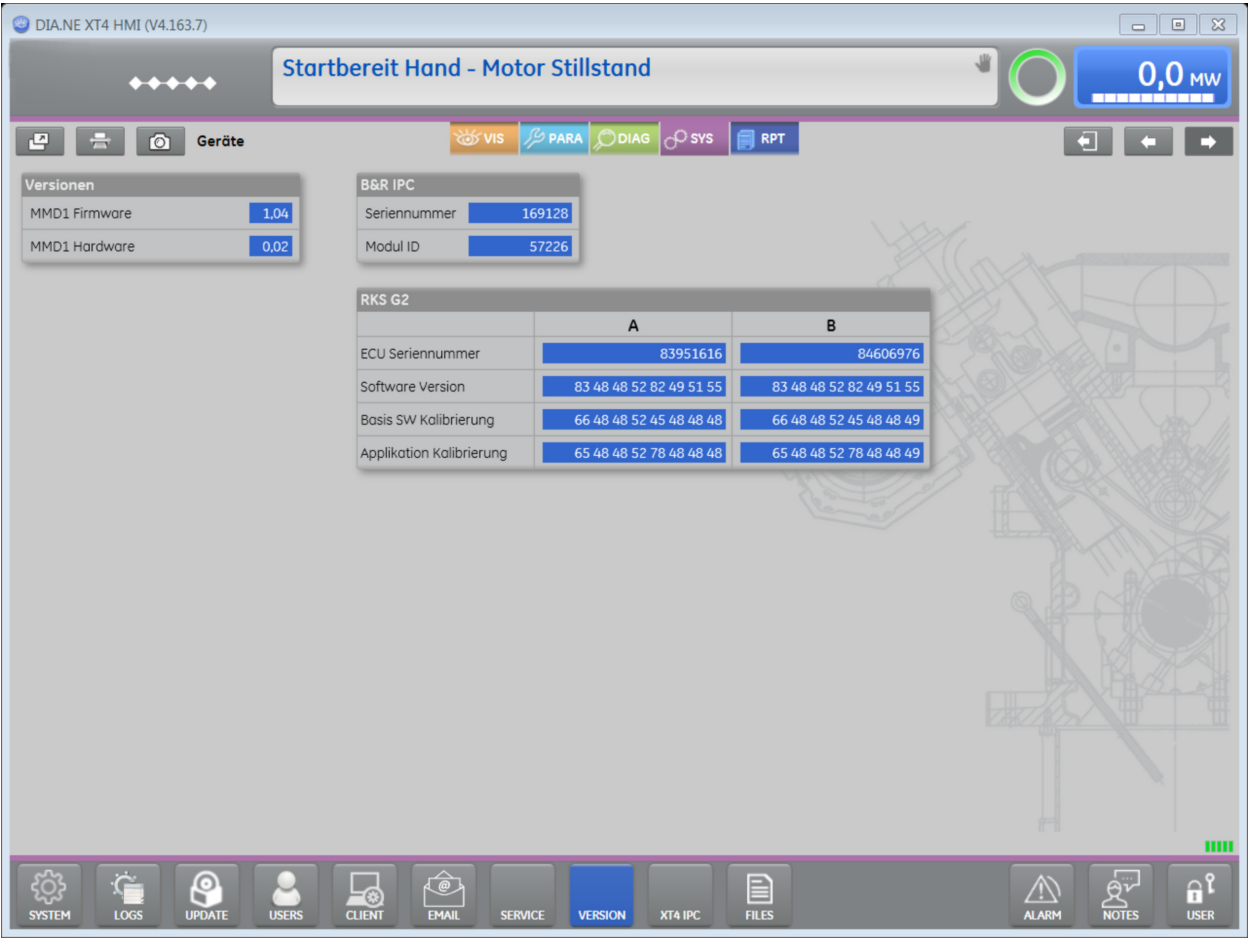 DIA.NE XT4 HMI (V4.163.7)
Startbereit Hand - Motor Stillstand
0,0 MW
Geräte
VIS PARA DIAG SYS RPT
Versionen
MMD1 Firmware 1,04
MMD1 Hardware 0,02
B&R IPC
Seriennummer 169128
Modul ID 57226
RKS G2
A B
ECU Seriennummer 83951616 84606976
Software Version 83 48 48 52 82 49 51 55 83 48 48 52 82 49 51 55
Basis SW Kalibrierung 66 48 48 52 45 48 48 48 66 48 48 52 45 48 48 49
Applikation Kalibrierung 65 48 48 52 78 48 48 48 65 48 48 52 78 48 48 49
SYSTEM LOGS UPDATE USERS CLIENT EMAIL SERVICE VERSION XT4 IPC FILES ALARM NOTES USER